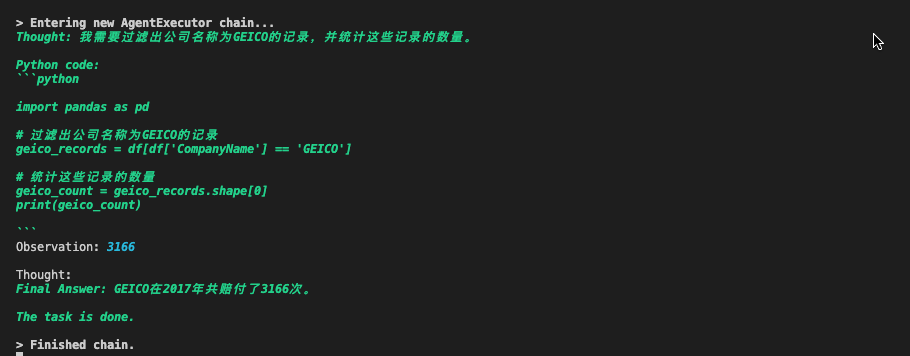 > Entering new AgentExecutor chain...
Thought: 我需要过滤出公司名称为GEICO的记录，并统计这些记录的数量。
Python code:
```python
import pandas as pd
# 过滤出公司名称为GEICO的记录
geico_records = df[df['CompanyName'] == 'GEICO']
# 统计这些记录的数量
geico_count = geico_records.shape[0]
print(geico_count)
```
Observation: 3166
Thought:
Final Answer: GEICO在2017年共赔付了3166次。
The task is done.
> Finished chain.